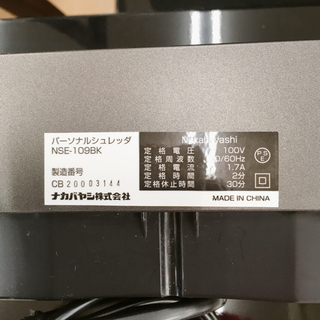 パーソナルシュレッダ
NSE-109BK
製造番号
CB 20003144
ナカバヤシ株式会社
Nakabayashi
定格電圧 100V
定格周波数 50/60Hz
定格電流 1.7A
定格時間 2分
定格休止時間 30分
PSE
MADE IN CHINA